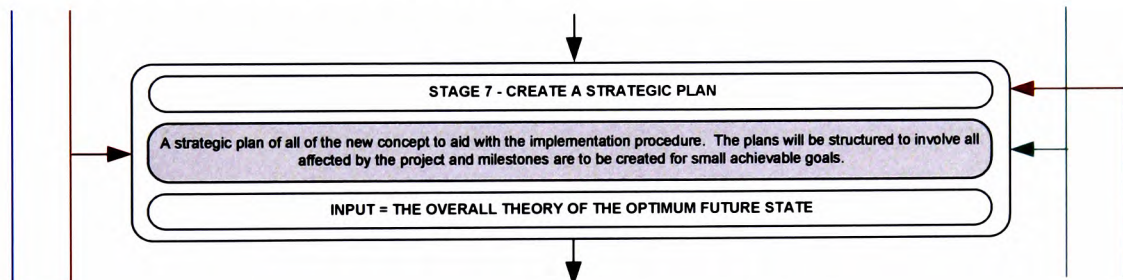 STAGE 7 - CREATE A STRATEGIC PLAN
A strategic plan of all of the new concept to aid with the implementation procedure. The plans will be structured to involve all
affected by the project and milestones are to be created for small achievable goals.
INPUT = THE OVERALL THEORY OF THE OPTIMUM FUTURE STATE